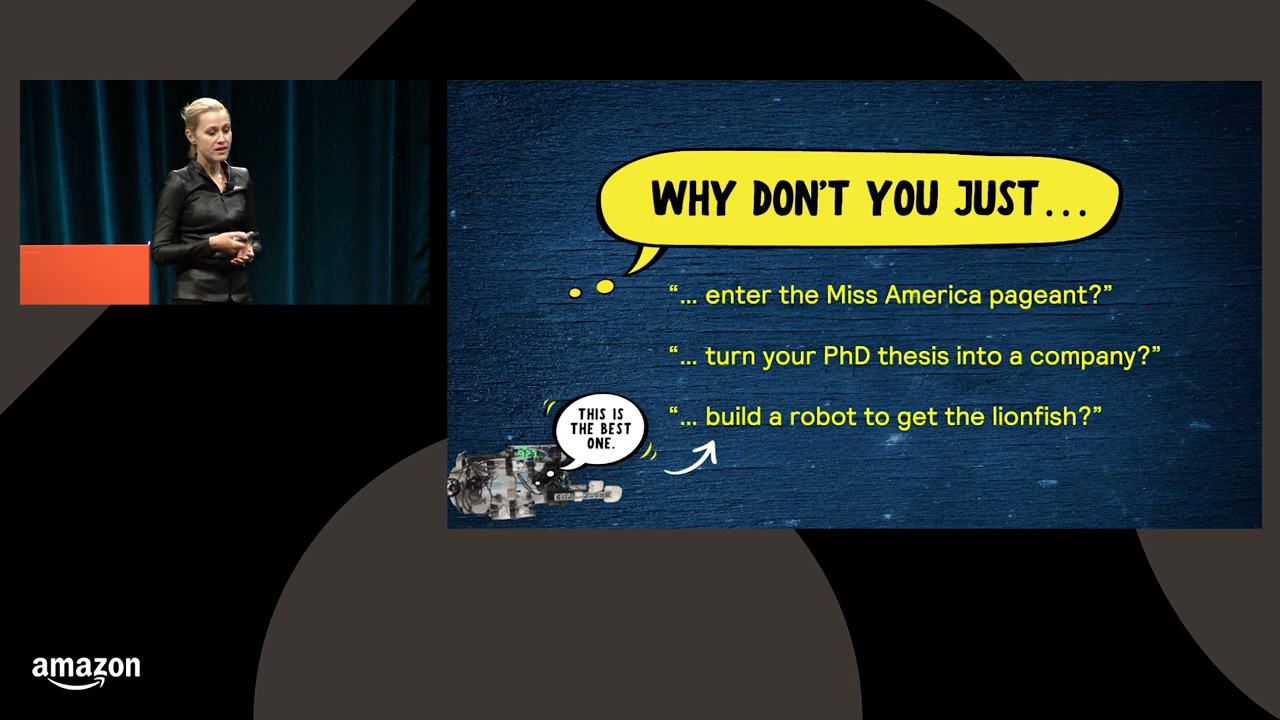 WHY DON'T YOU JUST...
“... enter the Miss America pageant?”
“... turn your PhD thesis into a company?”
“... build a robot to get the lionfish?”
THIS IS
THE BEST
ONE.
amazon